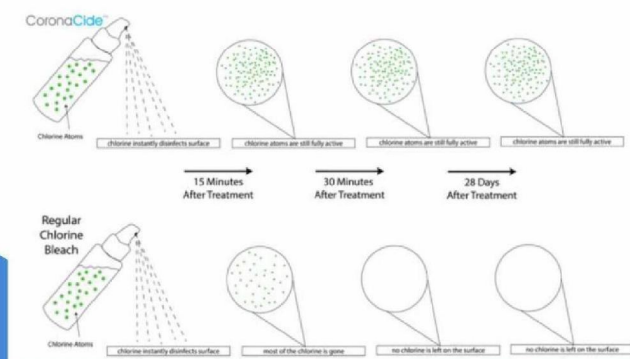 CoronaCide™
Chlorine Atoms
chlorine instantly disinfects surface
chlorine atoms are still fully active
chlorine atoms are still fully active
chlorine atoms are still fully active
15 Minutes
After Treatment
30 Minutes
After Treatment
28 Days
After Treatment
Regular
Chlorine
Bleach
Chlorine Atoms
chlorine instantly disinfects surface
most of the chlorine is gone
no chlorine is left on the surface
no chlorine is left on the surface